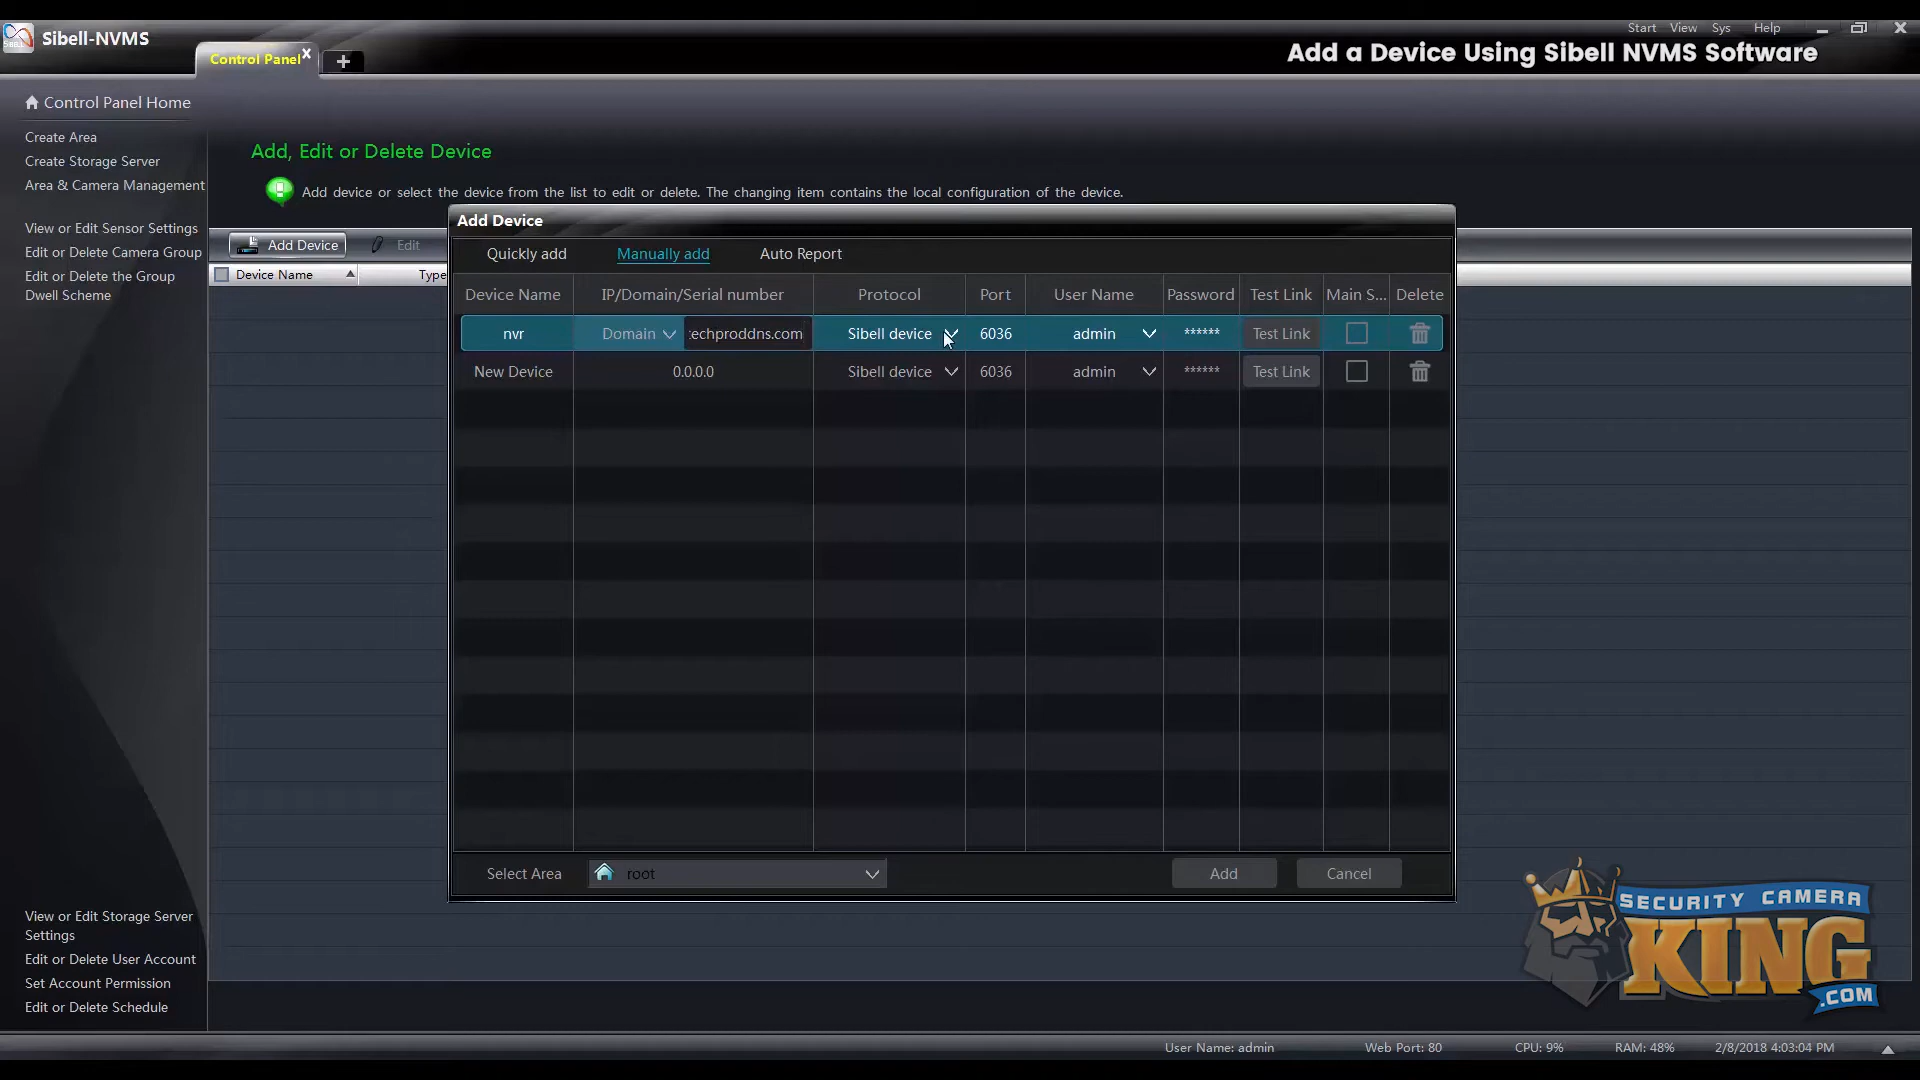 Sibell-NVMS
Start View Sys Help
Add a Device Using Sibell NVMS Software
Control Panel
Control Panel Home
Create Area
Create Storage Server
Area & Camera Management
View or Edit Sensor Settings
Edit or Delete Camera Group
Edit or Delete the Group
Dwell Scheme
View or Edit Storage Server
Settings
Edit or Delete User Account
Set Account Permission
Edit or Delete Schedule
Add, Edit or Delete Device
Add device or select the device from the list to edit or delete. The changing item contains the local configuration of the device.
Add Device Edit
Device Name Type
Add Device
Quickly add Manually add Auto Report
Device Name IP/Domain/Serial number Protocol Port User Name Password Test Link Main S... Delete
nvr Domain techproddns.com Sibell device 6036 admin ****** Test Link
New Device 0.0.0.0 Sibell device 6036 admin ****** Test Link
Select Area root Add Cancel
SECURITY CAMERA
KING
.COM
User Name: admin Web Port: 80 CPU: 9% RAM: 48% 2/8/2018 4:03:04 PM